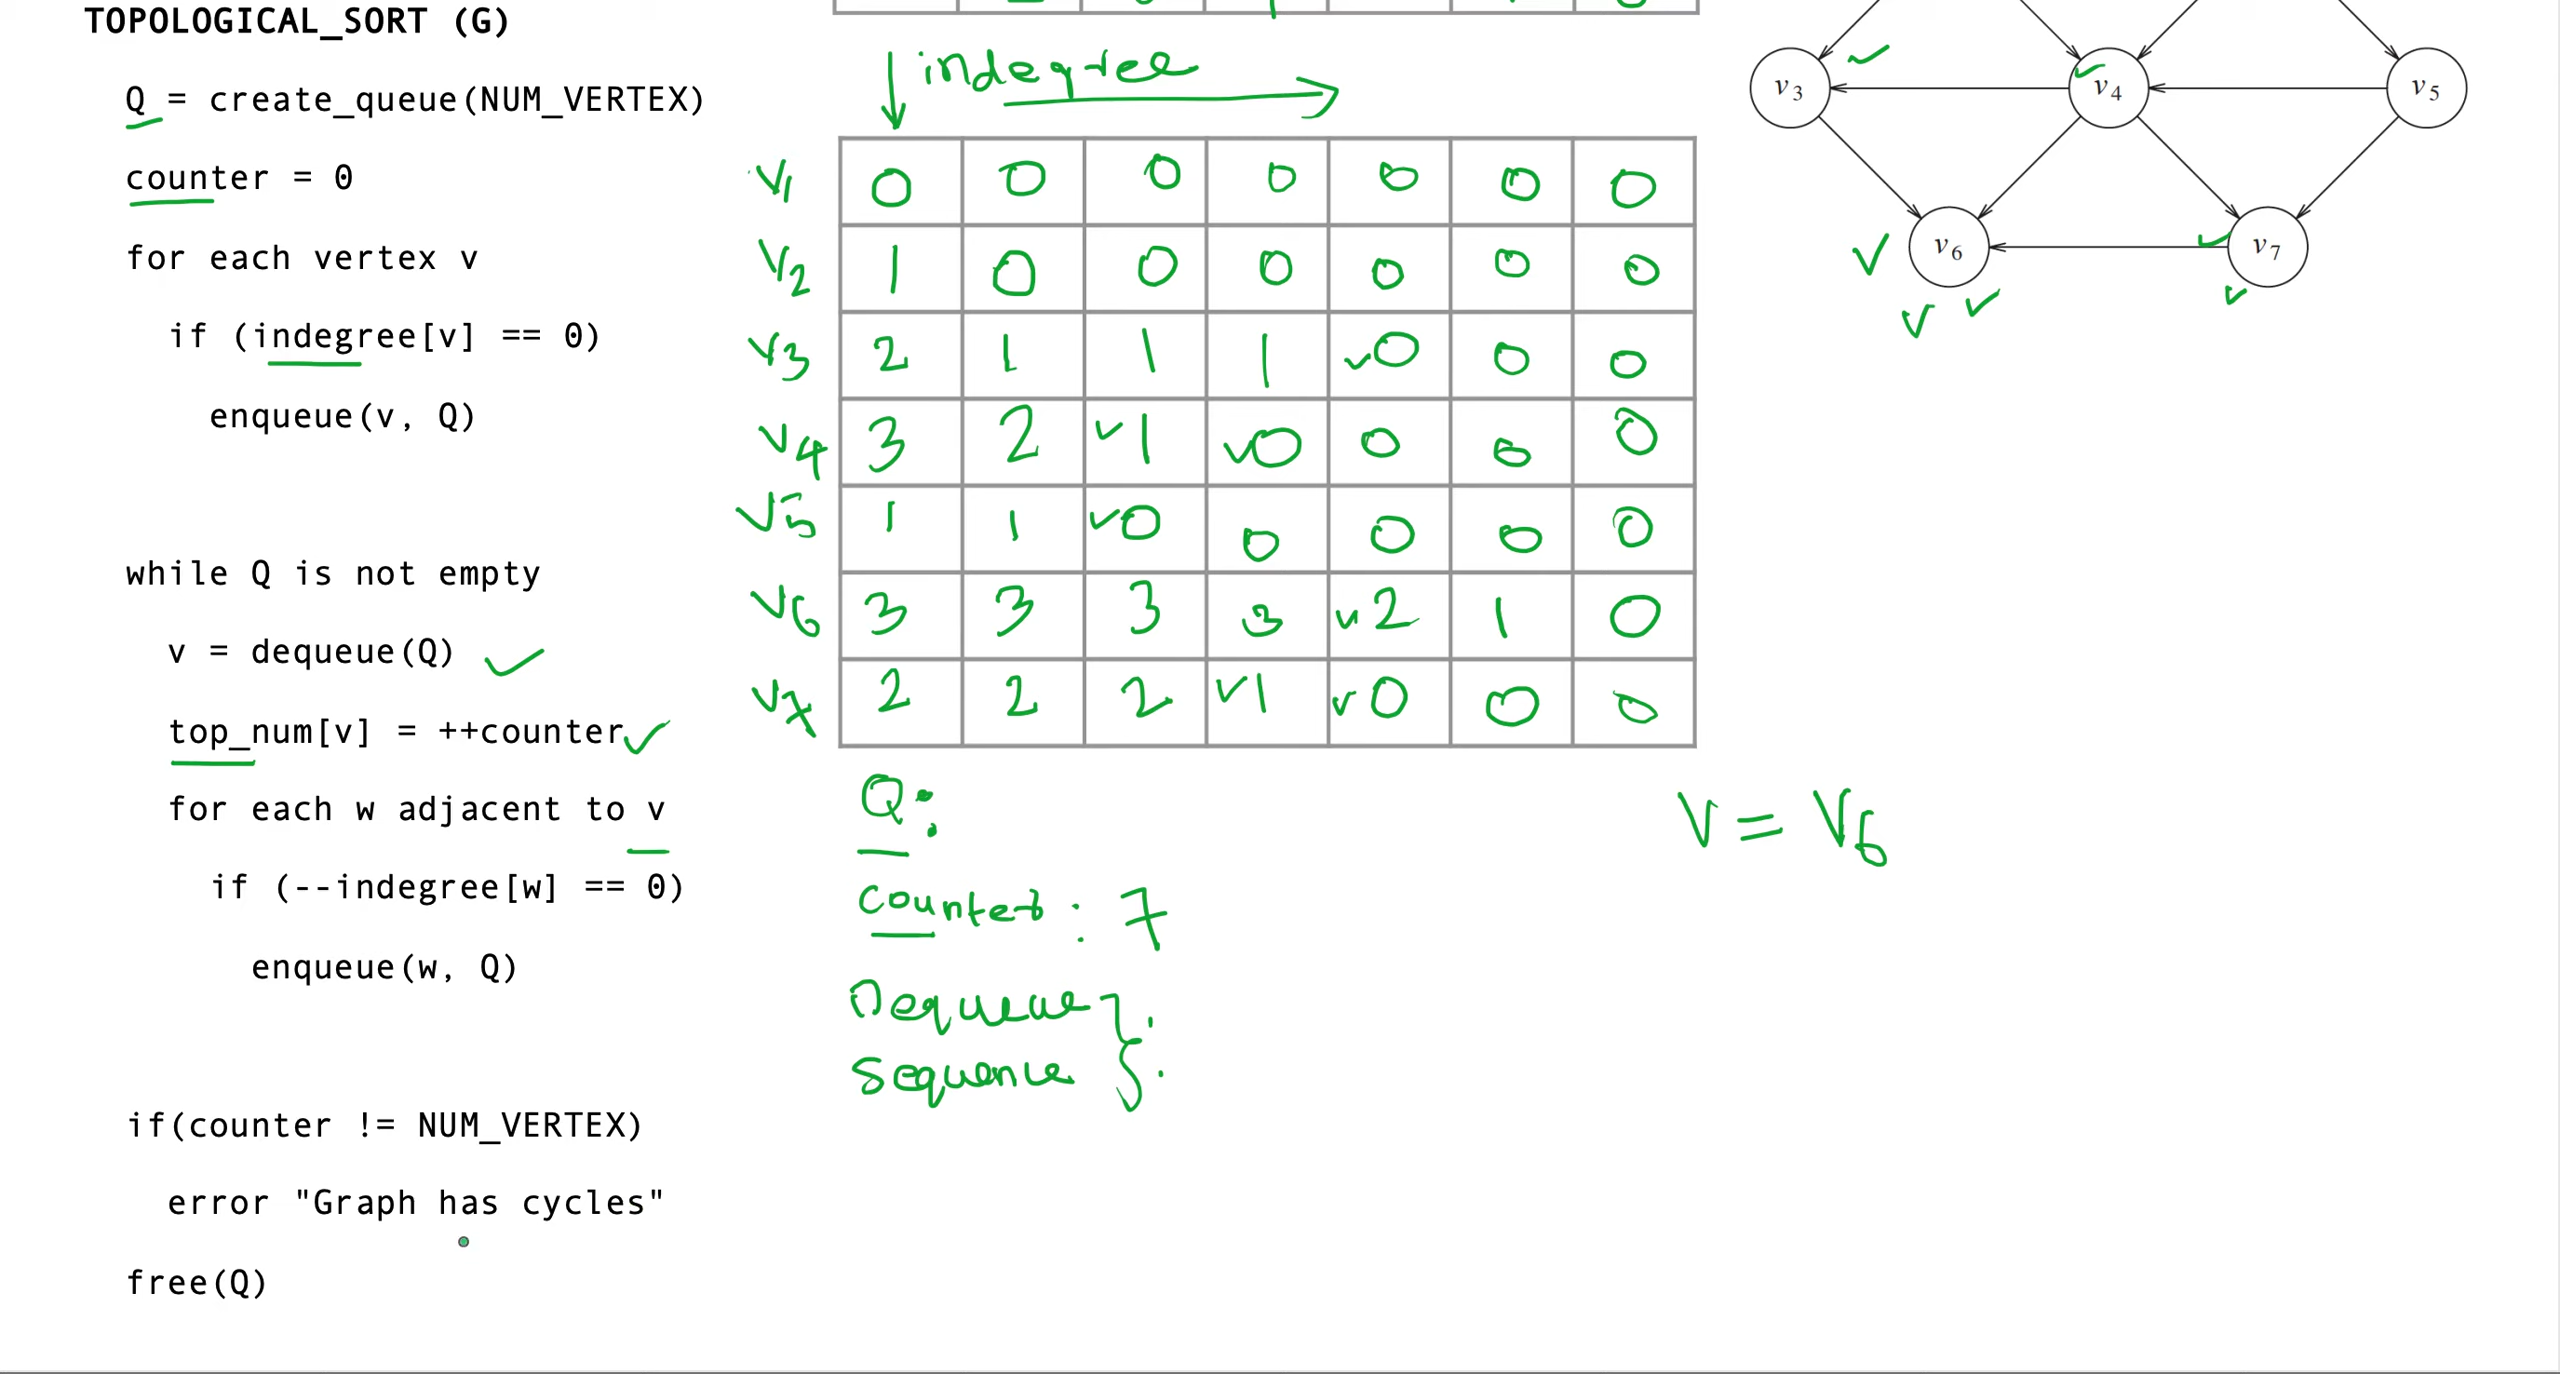 TOPOLOGICAL_SORT (G)
Q = create_queue(NUM_VERTEX)
counter = 0
for each vertex v
if (indegree[v] == 0)
enqueue(v, Q)
while Q is not empty
v = dequeue(Q)
top_num[v] = ++counter
for each w adjacent to v
if (--indegree[w] == 0)
enqueue(w, Q)
if(counter != NUM_VERTEX)
error "Graph has cycles"
free(Q)
indegree
V1 0 0 0 0 0 0 0
V2 1 0 0 0 0 0 0
V3 2 1 1 1 0 0 0
V4 3 2 1 0 0 0 0
V5 1 1 0 0 0 0 0
V6 3 3 3 3 2 1 0
V7 2 2 2 1 0 0 0
Q:
Counter : 7
Dequeue
Sequence
v3 v4 v5
v6 v7
V = V6